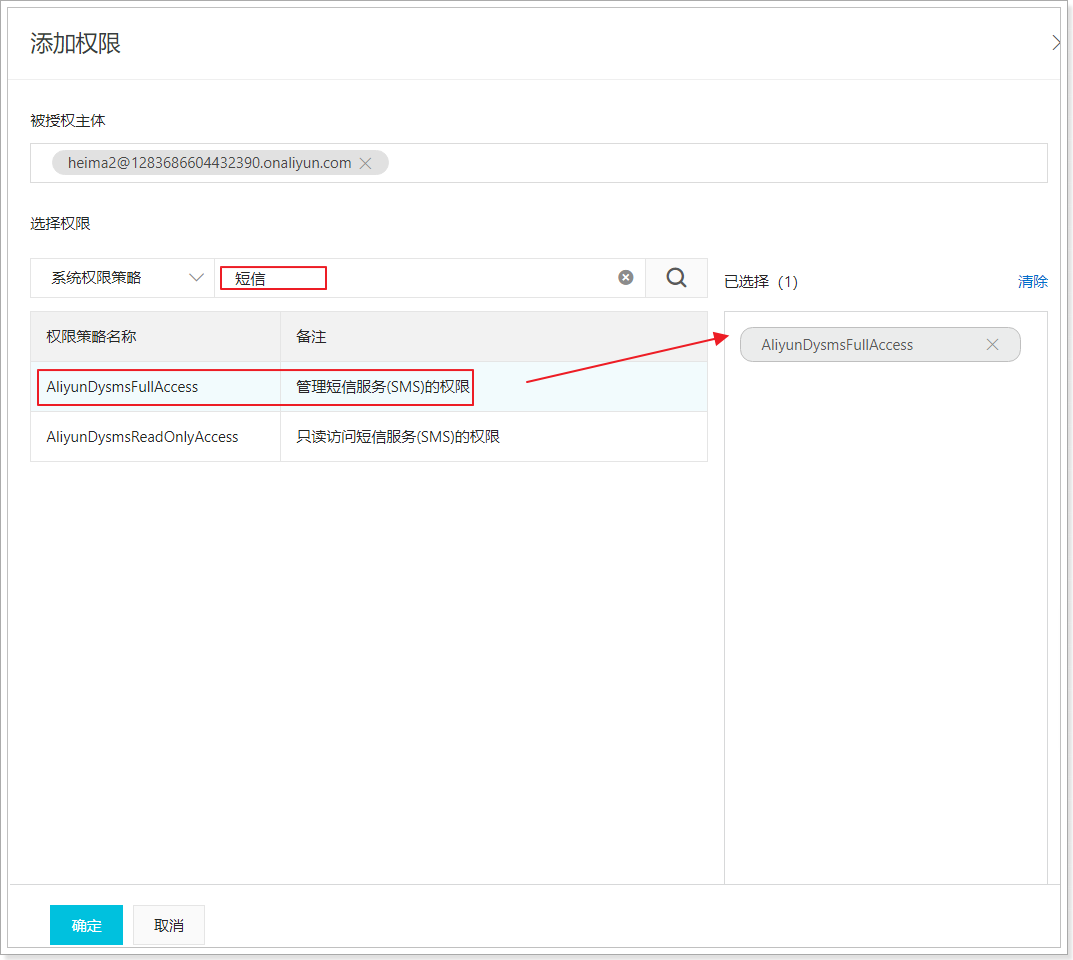 添加权限
被授权主体
heima2@1283686604432390.onaliyun.com
选择权限
系统权限策略 短信
已选择 (1) 清除
权限策略名称 备注
AliyunDysmsFullAccess 管理短信服务(SMS)的权限
AliyunDysmsReadOnlyAccess 只读访问短信服务(SMS)的权限
AliyunDysmsFullAccess
确定 取消